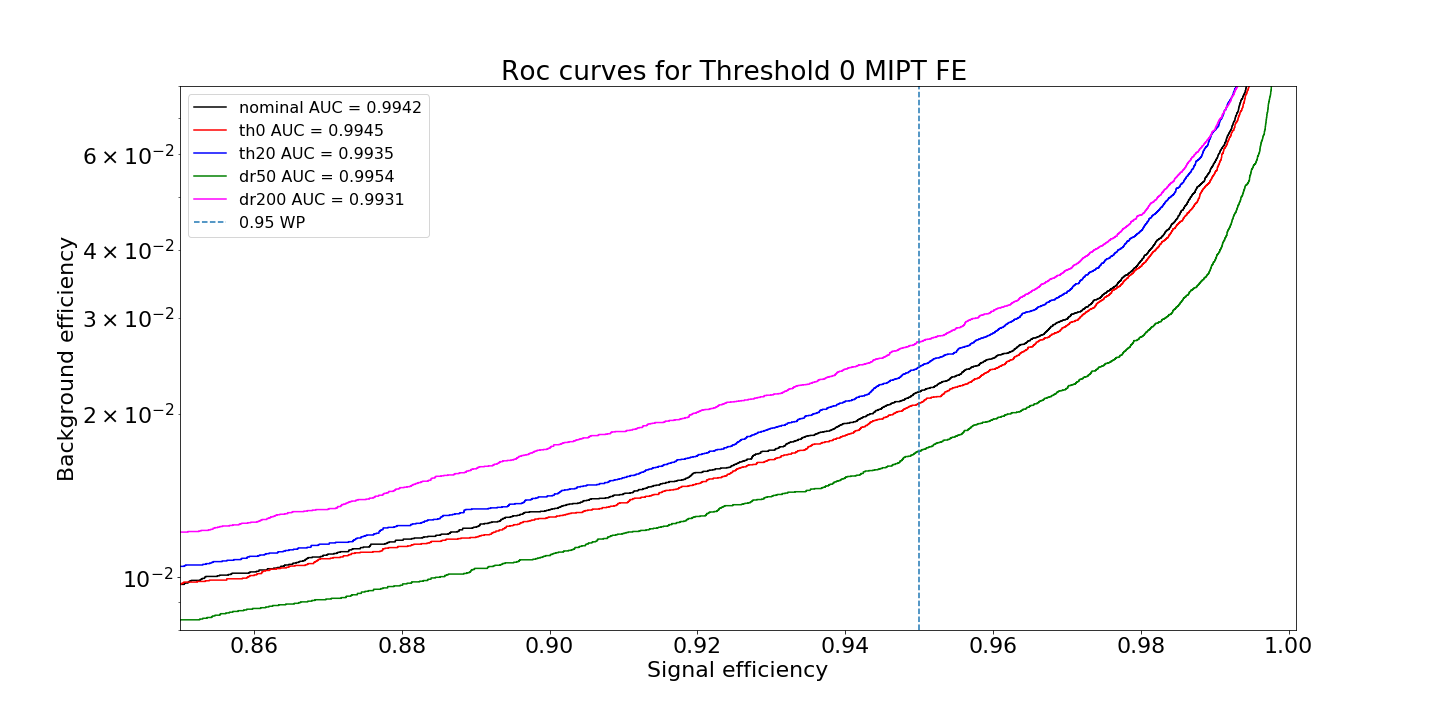 Roc curves for Threshold 0 MIPT FE
nominal AUC = 0.9942
th0 AUC = 0.9945
th20 AUC = 0.9935
dr50 AUC = 0.9954
dr200 AUC = 0.9931
0.95 WP
Background efficiency
6 × 10⁻²
4 × 10⁻²
3 × 10⁻²
2 × 10⁻²
10⁻²
0.86 0.88 0.90 0.92 0.94 0.96 0.98 1.00
Signal efficiency